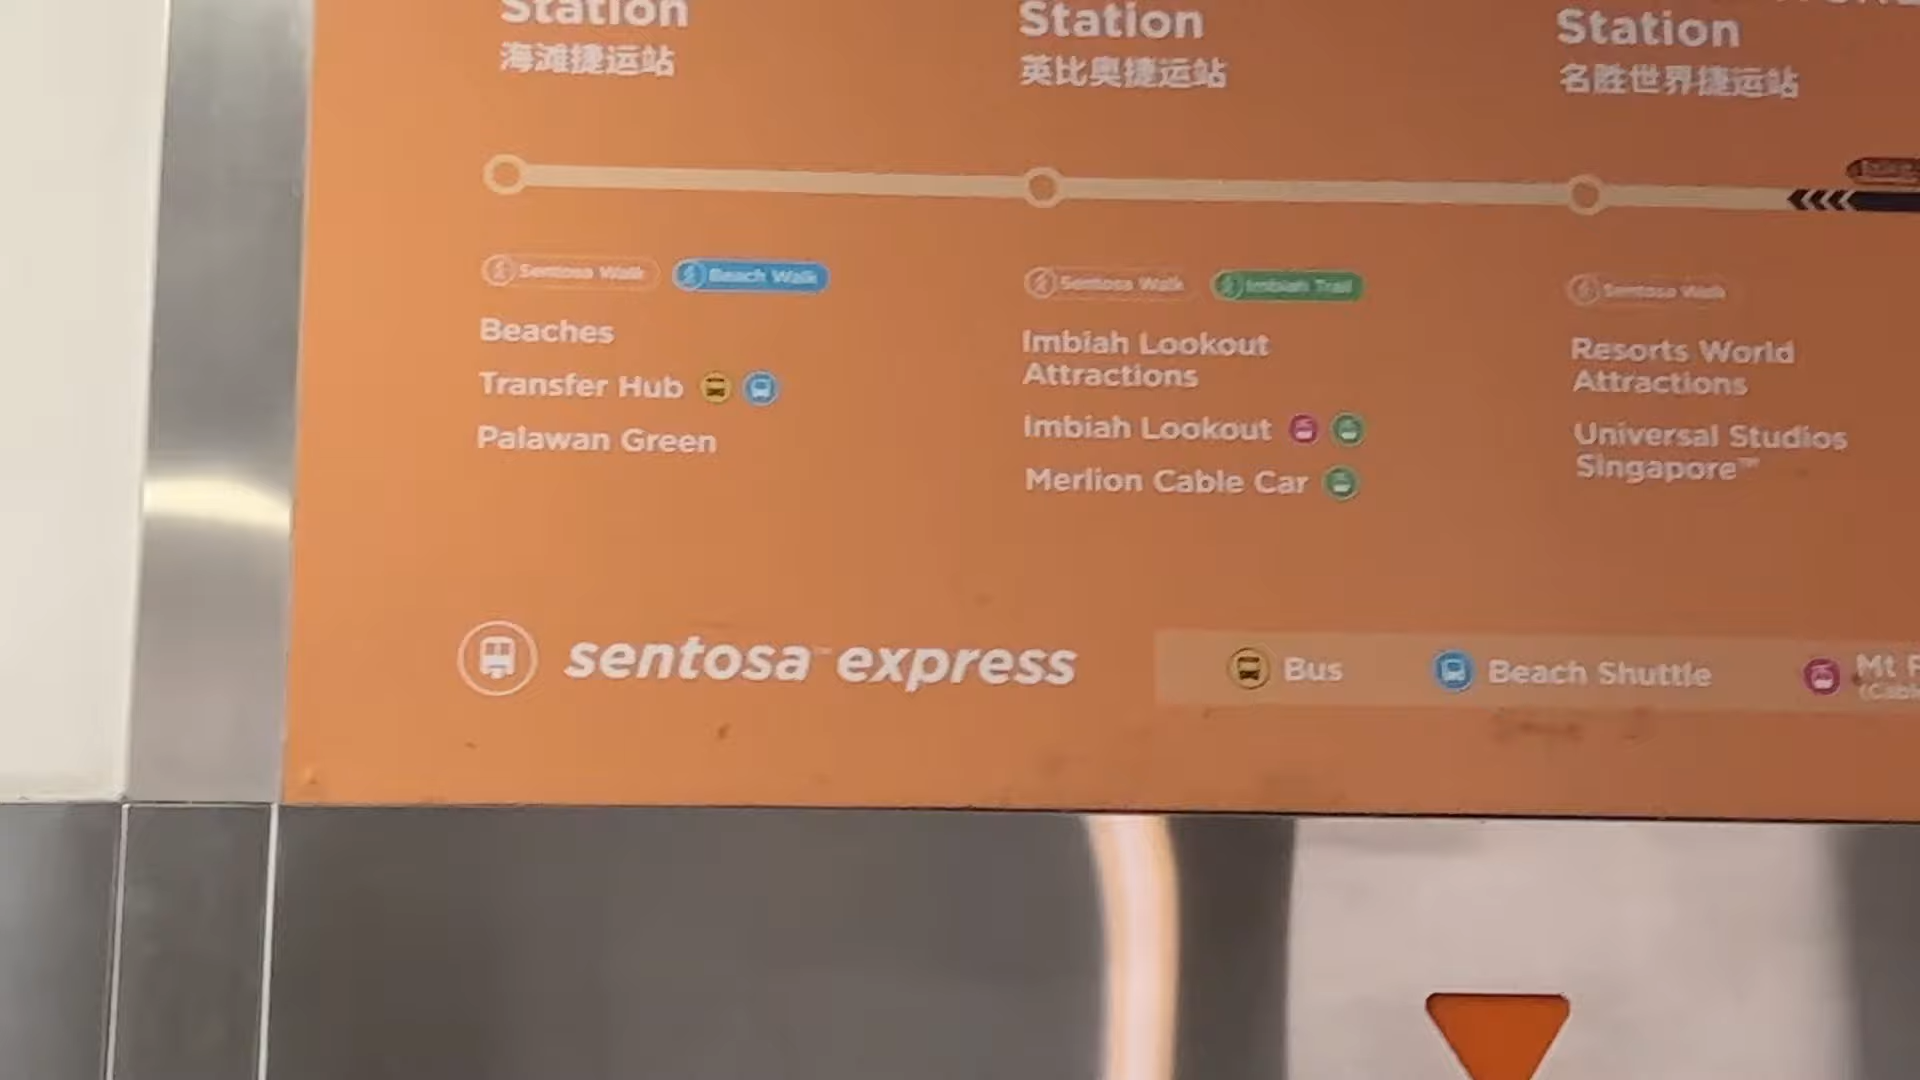 Station
海滩捷运站
Station
英比奥捷运站
Station
名胜世界捷运站
Sentosa Walk
Beach Walk
Beaches
Transfer Hub
Palawan Green
Sentosa Walk
Imbiah Trail
Imbiah Lookout
Attractions
Imbiah Lookout
Merlion Cable Car
Sentosa Walk
Resorts World
Attractions
Universal Studios
Singapore™
sentosa™ express
Bus
Beach Shuttle
Mt